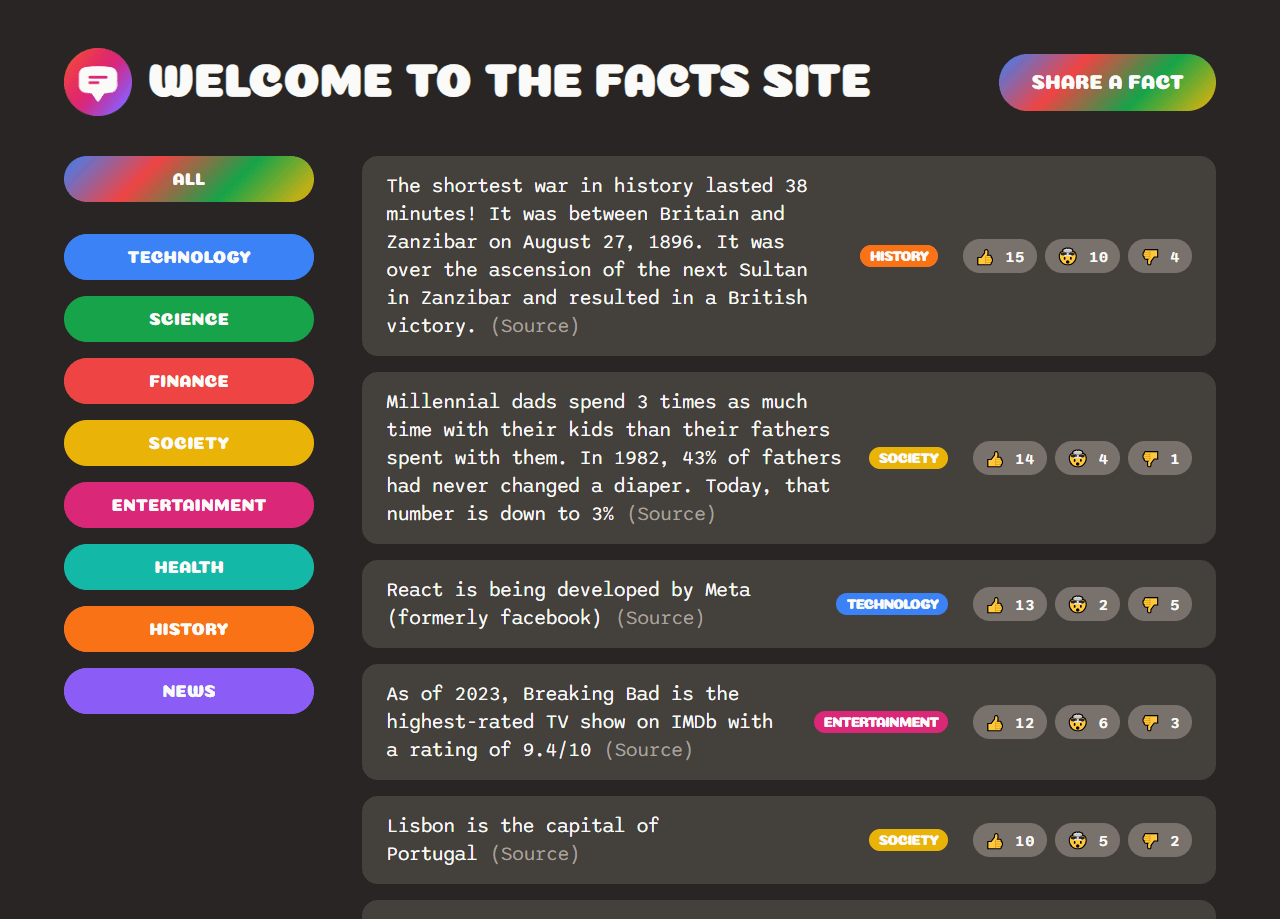 WELCOME TO THE FACTS SITE
SHARE A FACT
ALL
TECHNOLOGY
SCIENCE
FINANCE
SOCIETY
ENTERTAINMENT
HEALTH
HISTORY
NEWS
The shortest war in history lasted 38
minutes! It was between Britain and
Zanzibar on August 27, 1896. It was
over the ascension of the next Sultan
in Zanzibar and resulted in a British
victory. (Source)
HISTORY
👍 15
🤯 10
👎 4
Millennial dads spend 3 times as much
time with their kids than their fathers
spent with them. In 1982, 43% of fathers
had never changed a diaper. Today, that
number is down to 3% (Source)
SOCIETY
👍 14
🤯 4
👎 1
React is being developed by Meta
(formerly facebook) (Source)
TECHNOLOGY
👍 13
🤯 2
👎 5
As of 2023, Breaking Bad is the
highest-rated TV show on IMDb with
a rating of 9.4/10 (Source)
ENTERTAINMENT
👍 12
🤯 6
👎 3
Lisbon is the capital of
Portugal (Source)
SOCIETY
👍 10
🤯 5
👎 2